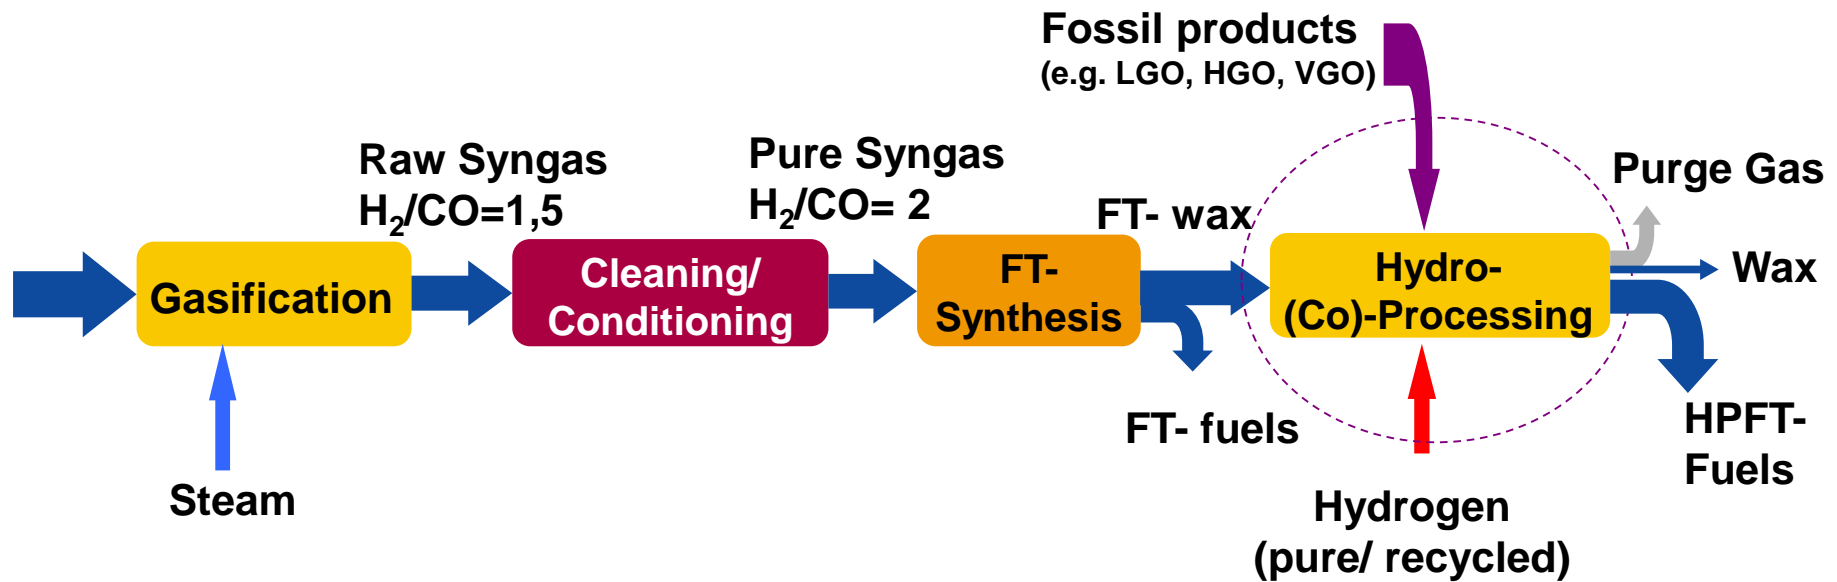 Fossil products
(e.g. LGO, HGO, VGO)
Raw Syngas
H₂/CO=1,5
Pure Syngas
H₂/CO= 2
FT- wax
Purge Gas
Gasification
Cleaning/
Conditioning
FT-
Synthesis
Hydro-
(Co)-Processing
Wax
FT- fuels
HPFT-
Fuels
Steam
Hydrogen
(pure/ recycled)